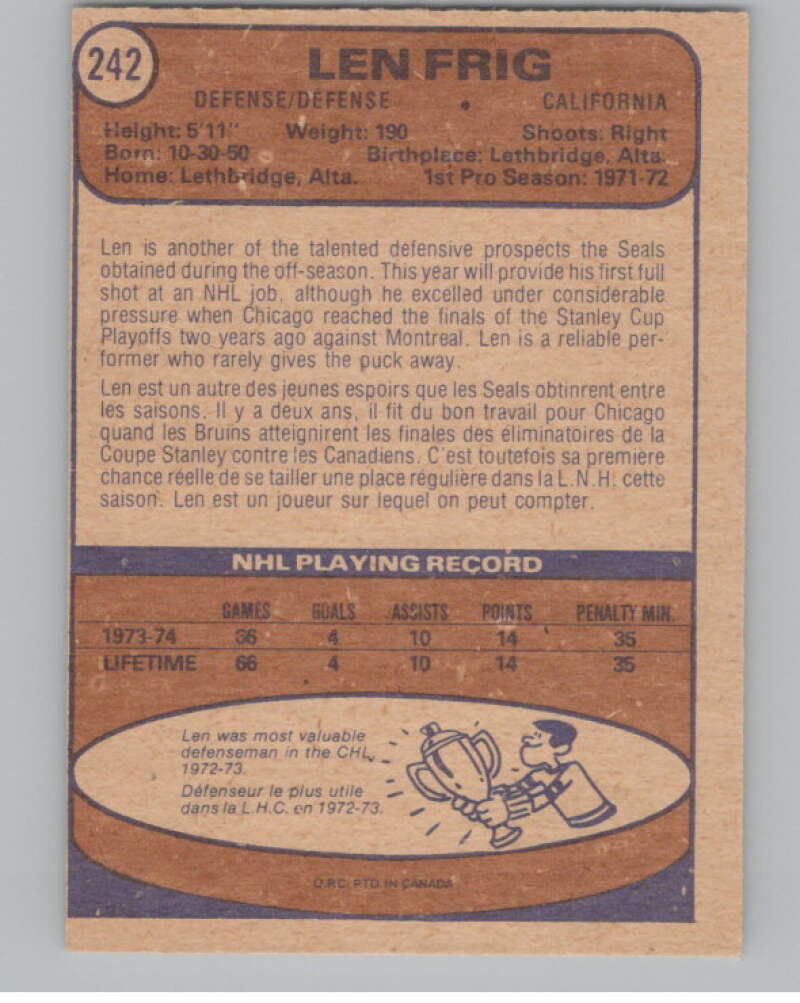 242
LEN FRIG
DEFENSE/DEFENSE • CALIFORNIA
Height: 5'11" Weight: 190 Shoots: Right
Born: 10-30-50 Birthplace: Lethbridge, Alta.
Home: Lethbridge, Alta. 1st Pro Season: 1971-72
Len is another of the talented defensive prospects the Seals
obtained during the off-season. This year will provide his first full
shot at an NHL job, although he excelled under considerable
pressure when Chicago reached the finals of the Stanley Cup
Playoffs two years ago against Montreal. Len is a reliable per-
former who rarely gives the puck away.
Len est un autre des jeunes espoirs que les Seals obtinrent entre
les saisons. Il y a deux ans, il fit du bon travail pour Chicago
quand les Bruins atteignirent les finales des éliminatoires de la
Coupe Stanley contre les Canadiens. C'est toutefois sa première
chance réelle de se tailler une place régulière dans la L.N.H. cette
saison. Len est un joueur sur lequel on peut compter.
NHL PLAYING RECORD
GAMES GOALS ASSISTS POINTS PENALTY MIN.
1973-74 36 4 10 14 35
LIFETIME 66 4 10 14 35
Len was most valuable
defenseman in the CHL,
1972-73.
Défenseur le plus utile
dans la L.H.C. en 1972-73.
O.P.C. PTD. IN CANADA